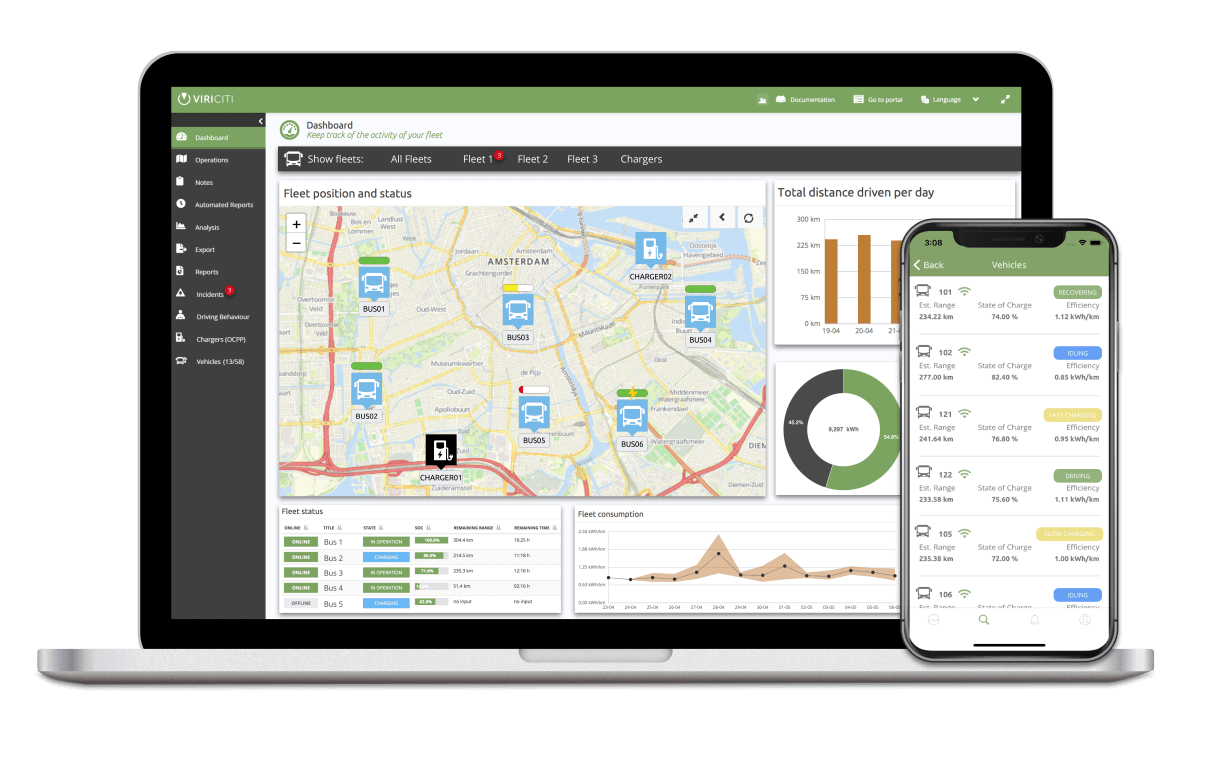 VIRICITI
Documentation
Go to portal
Language
Dashboard
Operations
Notes
Automated Reports
Analysis
Export
Reports
Incidents 3
Driving Behaviour
Chargers (OCPP)
Vehicles (13/58)
Dashboard
Keep track of the activity of your fleet
Show fleets: All Fleets Fleet 1 3 Fleet 2 Fleet 3 Chargers
Fleet position and status
+
−
Landlust
Bos en
Lommer
West
West
Jordaan
Amsterdam
AMSTERDAM
Grachtengordel
Oostelijk
Havengebied
CHARGER02
Funenpark
Overtoomse
Veld
Oud-West
BUS01
BUS03
BUS04
Overtoomse
Veld
Museumkwartier
de Pijp
Oost
Oud-Zuid
Apollobuurt
Middenmeer
Watergraafsmeer
Frankendael
BUS02
BUS05
BUS06
Watergraafsmeer
Zuid
CHARGER01
Zuideramstel
Diemen-Zuid
Total distance driven per day
300 km
225 km
150 km
75 km
0 km
19-04 20-04
45.2%
9,297 kWh
54.8%
Fleet status
ONLINE TITLE STATE SOC REMAINING RANGE REMAINING TIME
ONLINE Bus 1 IN OPERATION 100.0% 304.4 km 16:25 h
ONLINE Bus 2 CHARGING 86.0% 214.5 km 11:18 h
ONLINE Bus 3 IN OPERATION 71.6% 235.3 km 12:16 h
ONLINE Bus 4 IN OPERATION 51.4 km 02:16 h
OFFLINE Bus 5 CHARGING 62.9% no input no input
Fleet consumption
2.50 kWh/km
1.88 kWh/km
1.25 kWh/km
0.63 kWh/km
0.00 kWh/km
23-04 24-04 25-04 26-04 27-04 28-04 29-04 30-04 01-05 02-05 03-05 04-05 05-05
3:08
Back
Vehicles
101 RECOVERING
Est. Range State of Charge Efficiency
234.22 km 74.00 % 1.12 kWh/km
102 IDLING
Est. Range State of Charge Efficiency
277.00 km 82.40 % 0.85 kWh/km
121 FAST CHARGING
Est. Range State of Charge Efficiency
241.64 km 76.80 % 0.95 kWh/km
122 DRIVING
Est. Range State of Charge Efficiency
233.58 km 75.60 % 1.11 kWh/km
105 SLOW CHARGING
Est. Range State of Charge Efficiency
235.38 km 72.00 % 1.00 kWh/km
106 IDLING
Est. Range State of Charge Efficiency